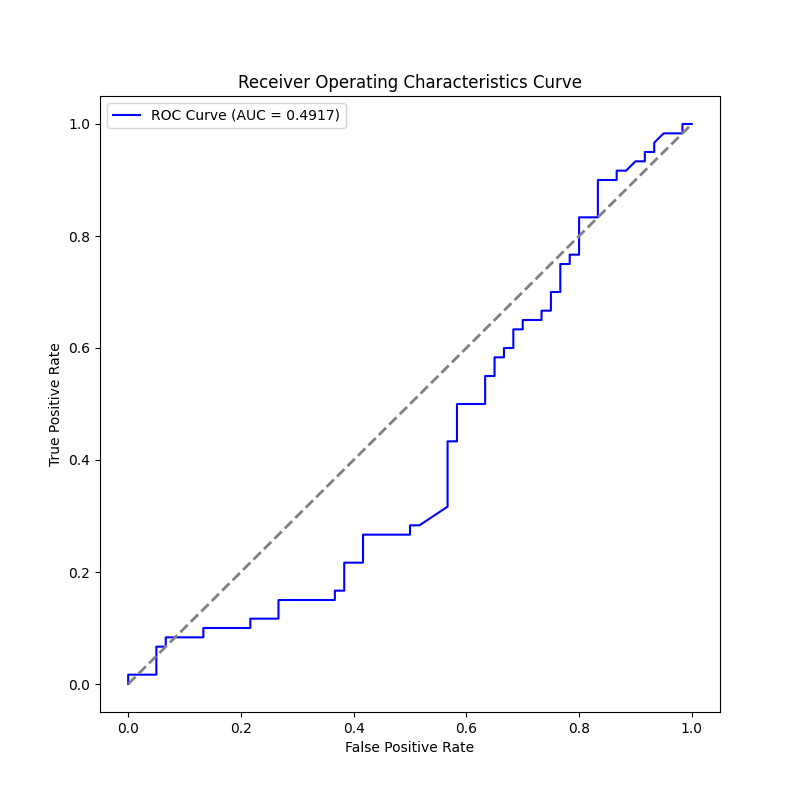 Receiver Operating Characteristics Curve
ROC Curve (AUC = 0.4917)
1.0
0.8
0.6
0.4
0.2
0.0
True Positive Rate
0.0 0.2 0.4 0.6 0.8 1.0
False Positive Rate